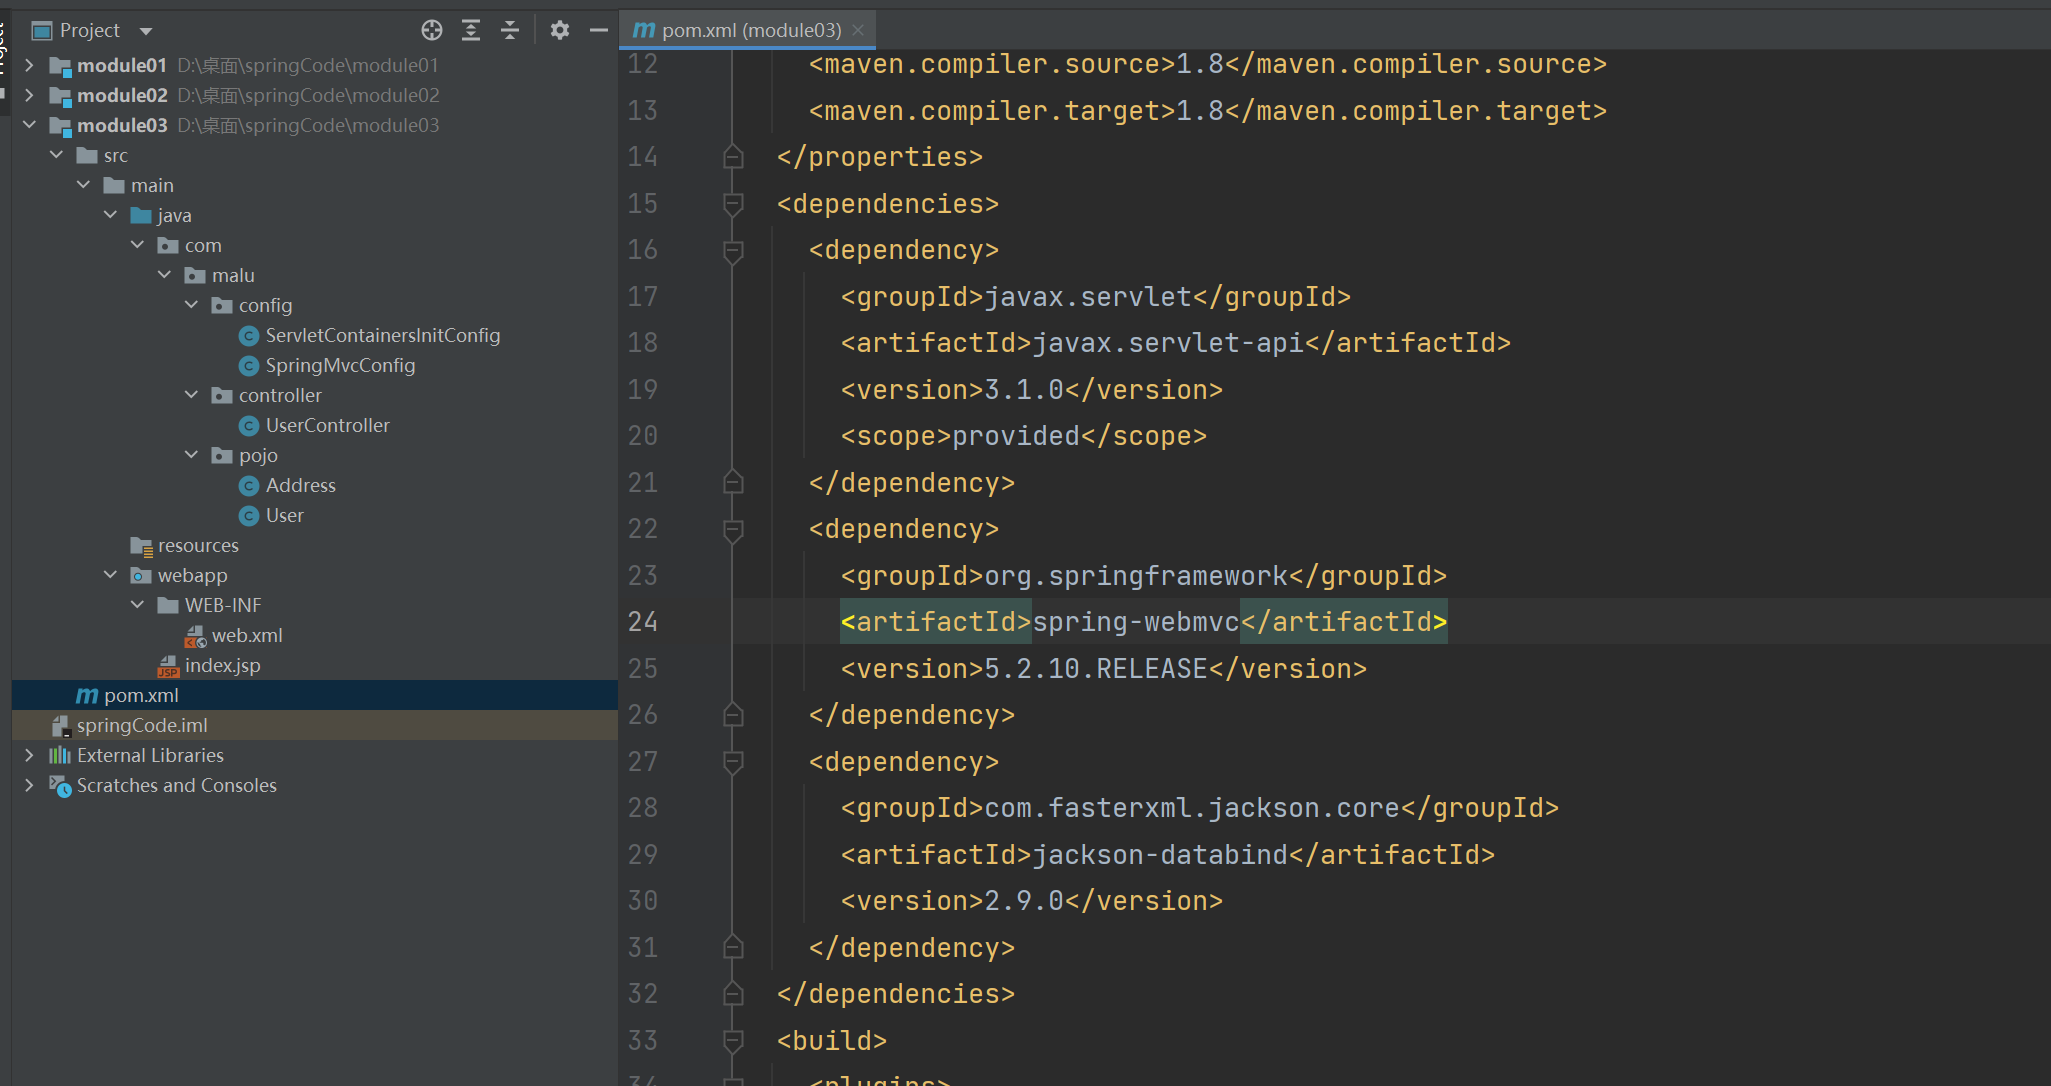 Project
module01 D:\桌面\springCode\module01
module02 D:\桌面\springCode\module02
module03 D:\桌面\springCode\module03
src
main
java
com
malu
config
ServletContainersInitConfig
SpringMvcConfig
controller
UserController
pojo
Address
User
resources
webapp
WEB-INF
web.xml
index.jsp
pom.xml
springCode.iml
External Libraries
Scratches and Consoles
pom.xml (module03)
12 <maven.compiler.source>1.8</maven.compiler.source>
13 <maven.compiler.target>1.8</maven.compiler.target>
14 </properties>
15 <dependencies>
16 <dependency>
17 <groupId>javax.servlet</groupId>
18 <artifactId>javax.servlet-api</artifactId>
19 <version>3.1.0</version>
20 <scope>provided</scope>
21 </dependency>
22 <dependency>
23 <groupId>org.springframework</groupId>
24 <artifactId>spring-webmvc</artifactId>
25 <version>5.2.10.RELEASE</version>
26 </dependency>
27 <dependency>
28 <groupId>com.fasterxml.jackson.core</groupId>
29 <artifactId>jackson-databind</artifactId>
30 <version>2.9.0</version>
31 </dependency>
32 </dependencies>
33 <build>
34 <plugins>